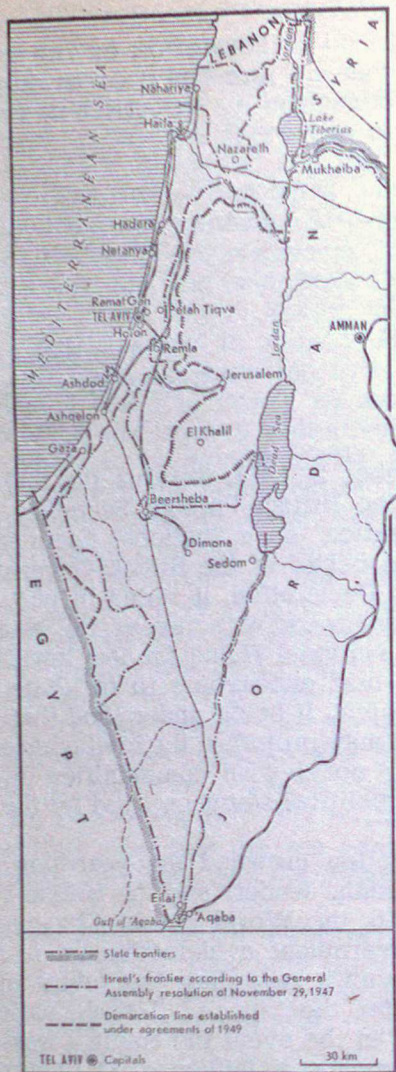 LEBANON
SYRIA
Jordan
MEDITERRANEAN SEA
Nahariya
Haifa
Lake
Tiberias
Nazareth
Mukheiba
Hadera
Netanya
Ramat Gan
TEL AVIV
Petah Tiqva
Holon
Ramla
Jordan
AMMAN
Jerusalem
Ashdod
Ashqelon
El Khalil
Dead Sea
Gaza
Beersheba
Dimona
Sedom
EGYPT
JORDAN
Eilat
'Aqaba
Gulf of 'Aqaba
State frontiers
Israel's frontier according to the General
Assembly resolution of November 29, 1947
Demarcation line established
under agreements of 1949
TEL AVIV Capitals
30 km